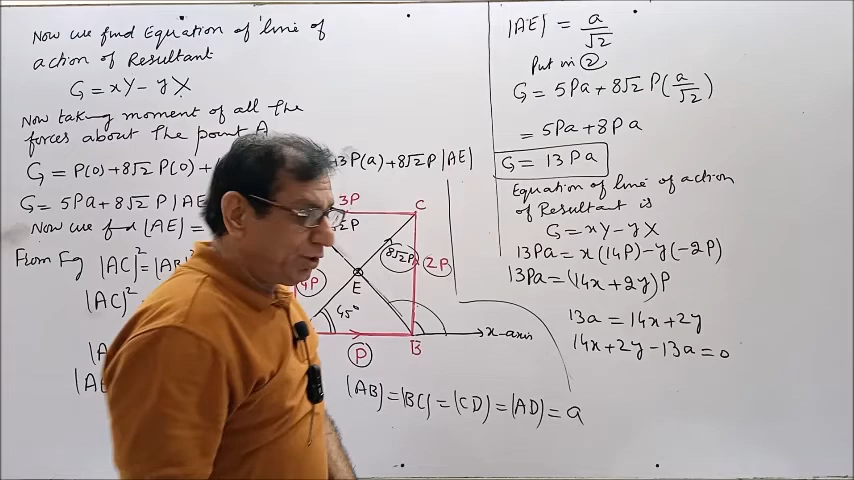 Now we find Equation of line of
action of Resultant
G = xY - yX
Now taking moment of all the
forces about the point A
G = P(0) + 8√2 P(0) +
13P(a) + 8√2 P |AE|
G = 5Pa + 8√2 P |AE
Now we find |AE| =
From Fig |AC|² = |AB
|AC|²
3P
C
√2P
8√2P
2P
4P
E
45°
P
B
x-axis
|AB| = |BC| = |CD| = |AD| = a
|AE| = a/√2
Put in ②
G = 5Pa + 8√2 P(a/√2)
= 5Pa + 8Pa
G = 13Pa
Equation of line of action
of Resultant is
G = xY - yX
13Pa = x(14P) - y(-2P)
13Pa = (14x + 2y)P
13a = 14x + 2y
14x + 2y - 13a = 0